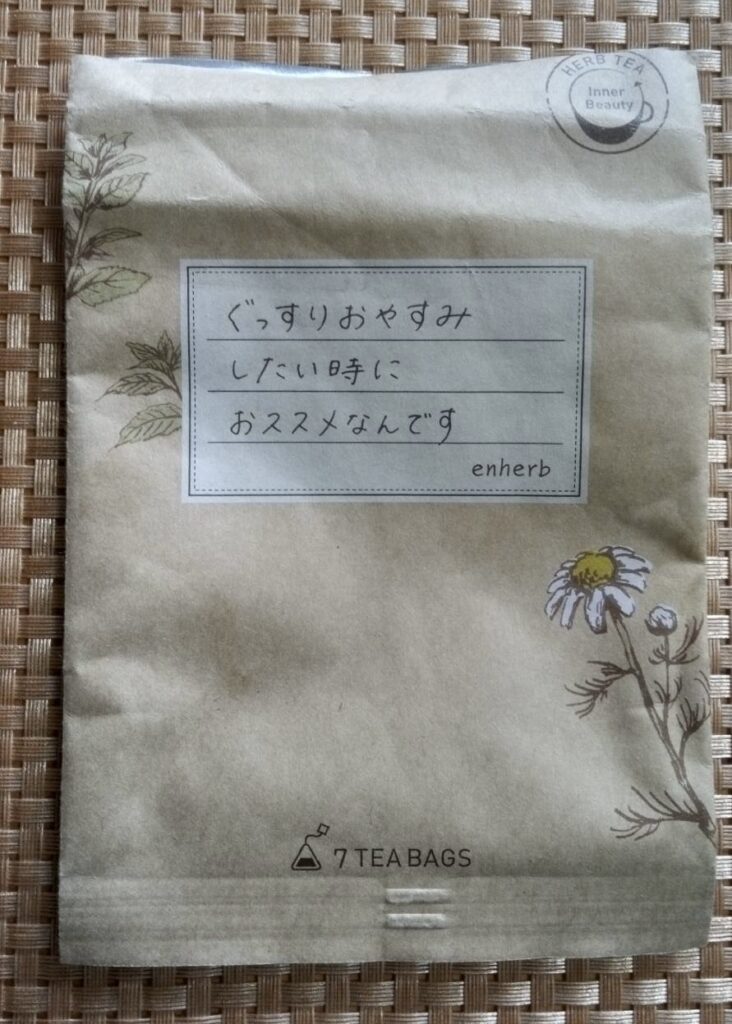 HERB TEA
Inner
Beauty
ぐっすりおやすみ
したい時に
おススメなんです
enherb
7 TEA BAGS